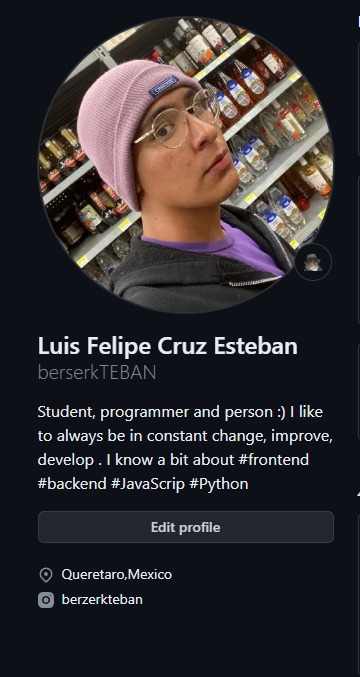 Luis Felipe Cruz Esteban
berserkTEBAN
Student, programmer and person :) I like
to always be in constant change, improve,
develop . I know a bit about #frontend
#backend #JavaScrip #Python
Edit profile
Queretaro,Mexico
berzerkteban